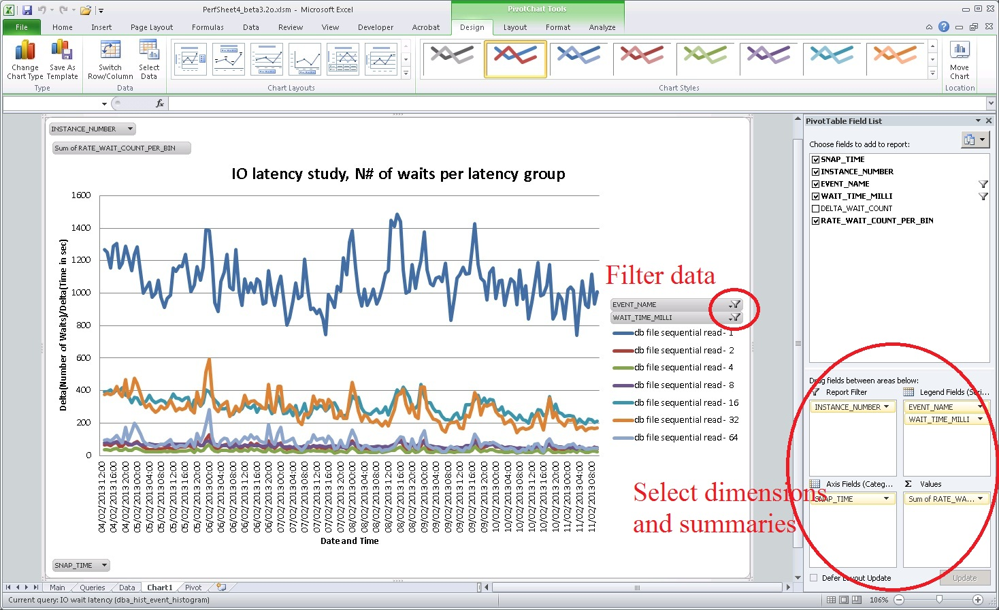 PerfSheet4_beta3.2o.xlsm - Microsoft Excel
PivotChart Tools
File Home Insert Page Layout Formulas Data Review View Developer Acrobat Design Layout Format Analyze
Change Chart Type
Save As Template
Switch Row/Column
Select Data
Move Chart
Type
Data
Chart Layouts
Chart Styles
Location
fx
INSTANCE_NUMBER
Sum of RATE_WAIT_COUNT_PER_BIN
IO latency study, N# of waits per latency group
Delta(Number of Waits)/Delta(Time in sec)
1600
1400
1200
1000
800
600
400
200
0
04/02/2013 12:00
04/02/2013 16:00
04/02/2013 20:00
05/02/2013 00:00
05/02/2013 04:00
05/02/2013 08:00
05/02/2013 12:00
05/02/2013 16:00
05/02/2013 20:00
06/02/2013 00:00
06/02/2013 04:00
06/02/2013 08:00
06/02/2013 12:00
06/02/2013 16:00
06/02/2013 20:00
07/02/2013 00:00
07/02/2013 04:00
07/02/2013 08:00
07/02/2013 12:00
07/02/2013 16:00
07/02/2013 20:00
08/02/2013 00:00
08/02/2013 04:00
08/02/2013 08:00
08/02/2013 12:00
08/02/2013 16:00
08/02/2013 20:00
09/02/2013 00:00
09/02/2013 04:00
09/02/2013 08:00
09/02/2013 12:00
09/02/2013 16:00
09/02/2013 20:00
10/02/2013 00:00
10/02/2013 04:00
10/02/2013 08:00
10/02/2013 12:00
10/02/2013 16:00
10/02/2013 20:00
11/02/2013 00:00
11/02/2013 04:00
11/02/2013 08:00
Date and Time
SNAP_TIME
Filter data
EVENT_NAME
WAIT_TIME_MILLI
db file sequential read - 1
db file sequential read - 2
db file sequential read - 4
db file sequential read - 8
db file sequential read - 16
db file sequential read - 32
db file sequential read - 64
Select dimensions
and summaries
PivotTable Field List
Choose fields to add to report:
SNAP_TIME
INSTANCE_NUMBER
EVENT_NAME
WAIT_TIME_MILLI
DELTA_WAIT_COUNT
RATE_WAIT_COUNT_PER_BIN
Drag fields between areas below:
Report Filter
INSTANCE_NUMBER
Legend Fields (Seri...
EVENT_NAME
WAIT_TIME_MILLI
Axis Fields (Categ...
SNAP_TIME
Σ Values
Sum of RATE_WA...
Defer Layout Update
Update
Main Queries Data Chart1 Pivot
Current query: IO wait latency (dba_hist_event_histogram)
106%